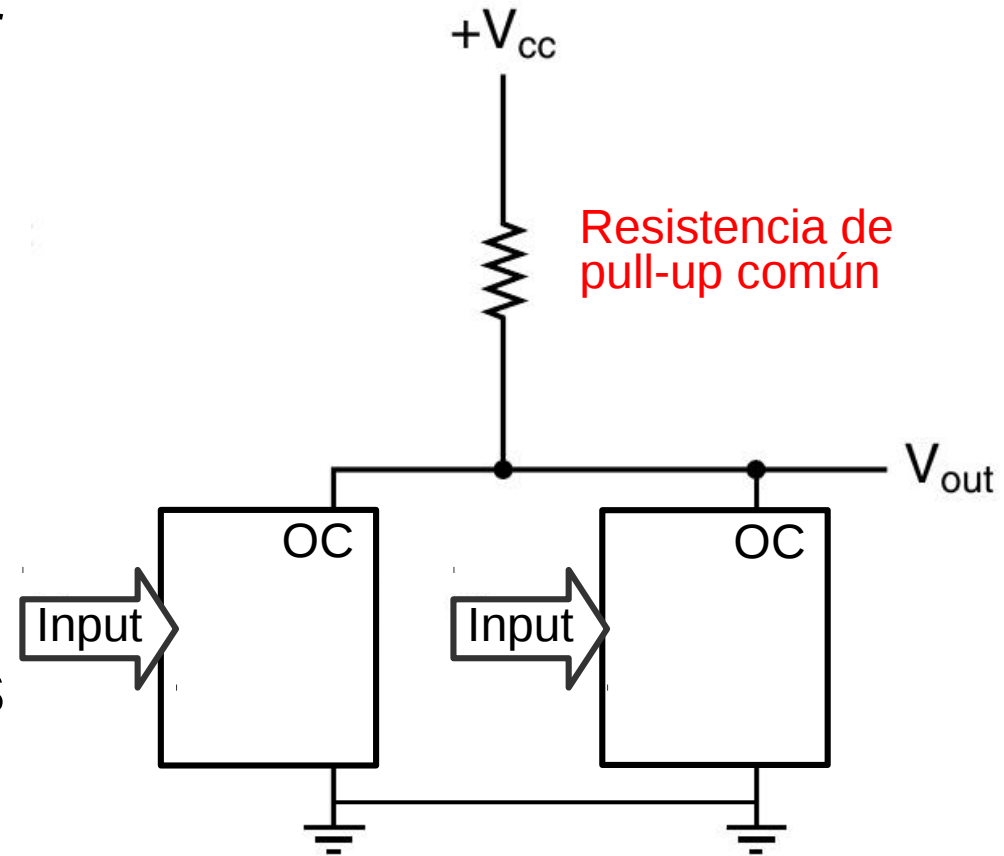 +Vcc
Resistencia de
pull-up común
Vout
OC
OC
Input
Input